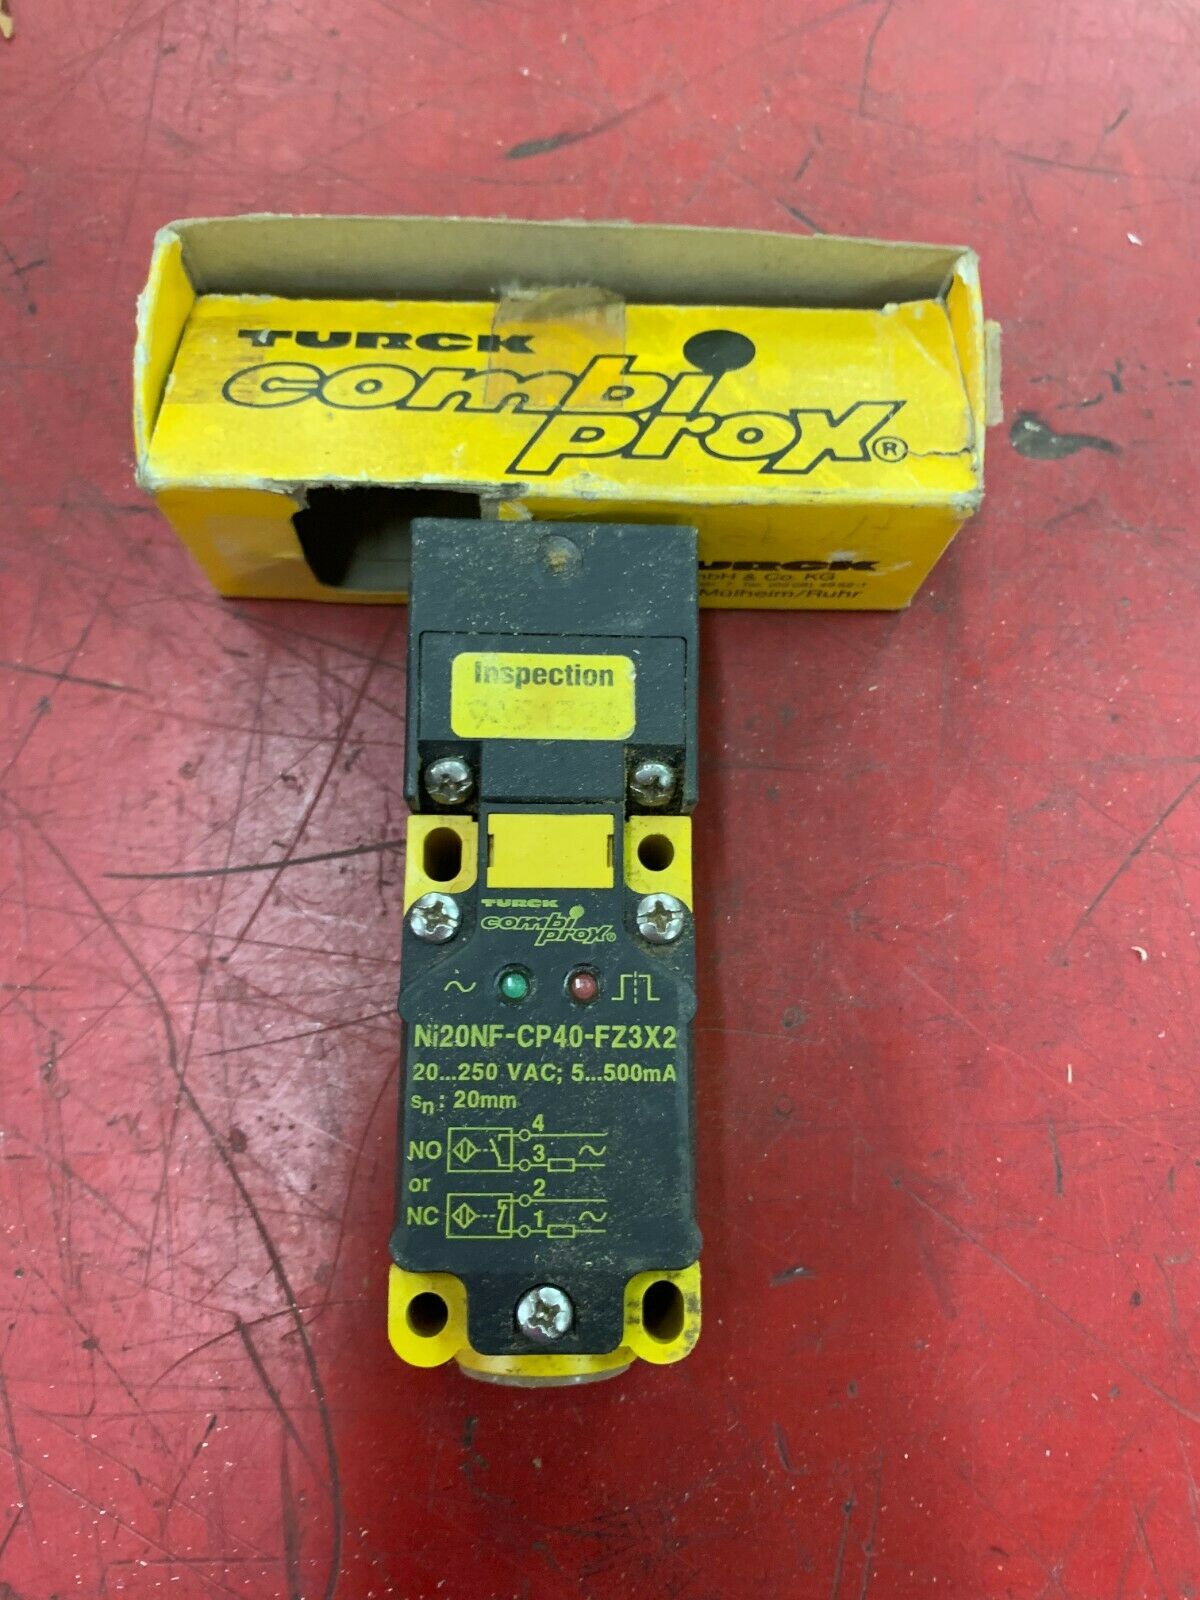 TURCK
combi
prox®
TURCK
mbH & Co. KG
Mülheim/Ruhr
Inspection
TURCK
combi
prox®
Ni20NF-CP40-FZ3X2
20...250 VAC; 5...500mA
sn: 20mm
4
NO
3
or
2
NC
1